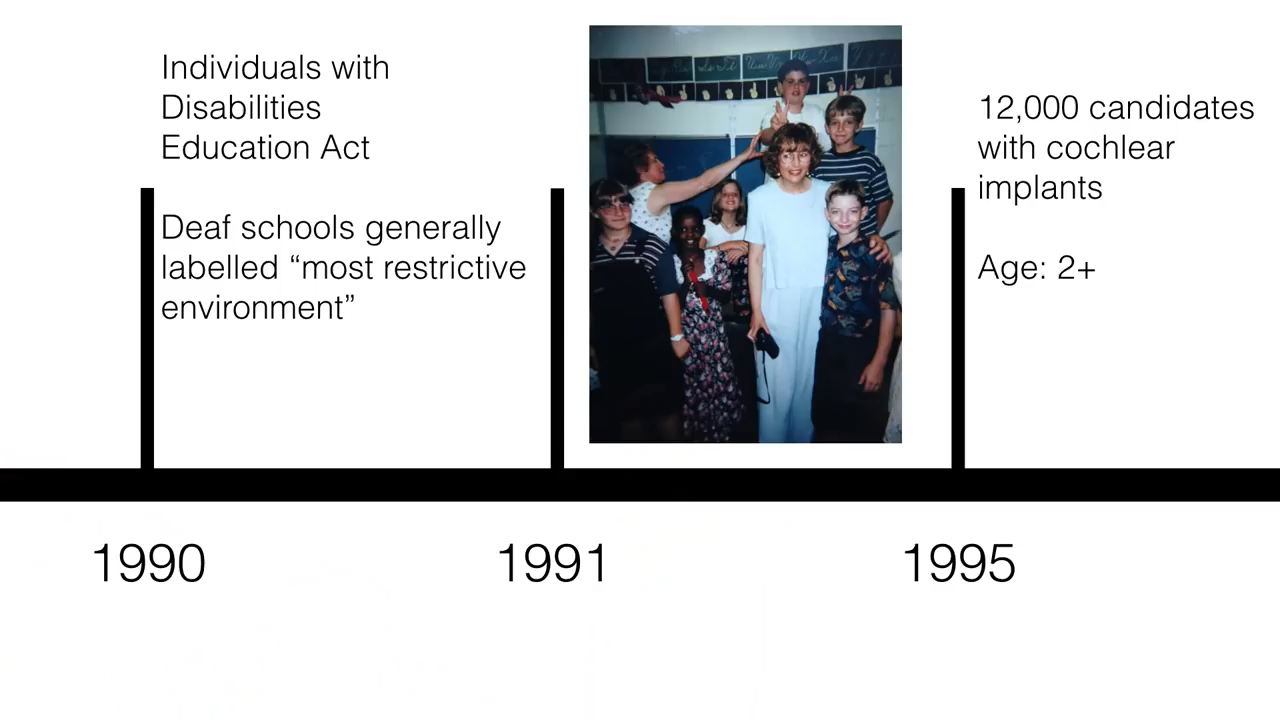 Individuals with
Disabilities
Education Act
Deaf schools generally
labelled “most restrictive
environment”
12,000 candidates
with cochlear
implants
Age: 2+
1990
1991
1995